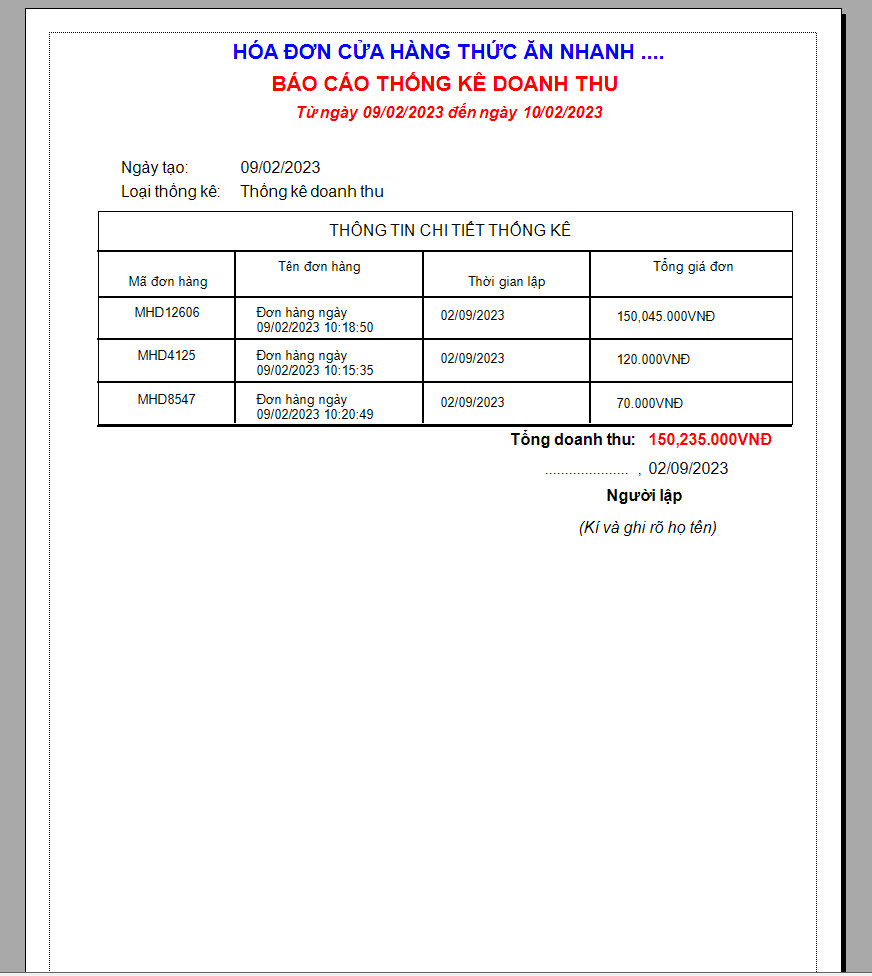 HÓA ĐƠN CỬA HÀNG THỨC ĂN NHANH ....
BÁO CÁO THỐNG KÊ DOANH THU
Từ ngày 09/02/2023 đến ngày 10/02/2023
Ngày tạo: 09/02/2023
Loại thống kê: Thống kê doanh thu
THÔNG TIN CHI TIẾT THỐNG KÊ
Mã đơn hàng Tên đơn hàng Thời gian lập Tổng giá đơn
MHD12606 Đơn hàng ngày 02/09/2023 150,045.000VNĐ
09/02/2023 10:18:50
MHD4125 Đơn hàng ngày 02/09/2023 120.000VNĐ
09/02/2023 10:15:35
MHD8547 Đơn hàng ngày 02/09/2023 70.000VNĐ
09/02/2023 10:20:49
Tổng doanh thu: 150,235.000VNĐ
..................... , 02/09/2023
Người lập
(Kí và ghi rõ họ tên)